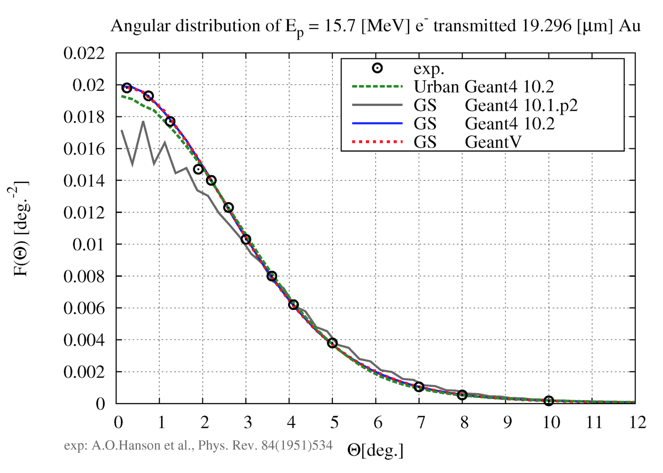 Angular distribution of Ep = 15.7 [MeV] e- transmitted 19.296 [μm] Au
exp.
Urban Geant4 10.2
GS Geant4 10.1.p2
GS Geant4 10.2
GS GeantV
0.022
0.02
0.018
0.016
0.014
0.012
0.01
0.008
0.006
0.004
0.002
0
F(Θ) [deg.-2]
0 1 2 3 4 5 6 7 8 9 10 11 12
Θ[deg.]
exp: A.O.Hanson et al., Phys. Rev. 84(1951)534